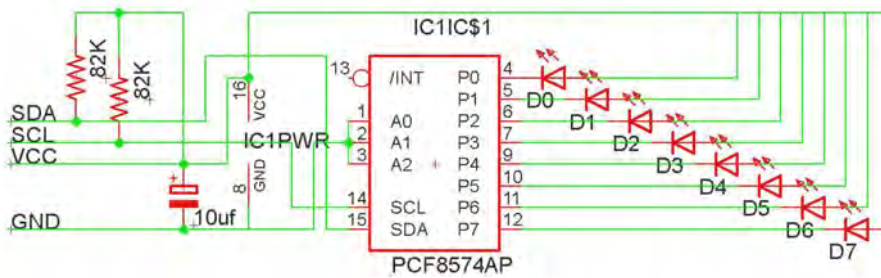 IC1IC$1
82K
82K
SDA
SCL
VCC
GND
10uf
16
VCC
IC1PWR
GND
8
13
/INT
1
A0
2
A1
3
A2
14
SCL
15
SDA
P0
4
P1
5
P2
6
P3
7
P4
9
P5
10
P6
11
P7
12
D0
D1
D2
D3
D4
D5
D6
D7
PCF8574AP